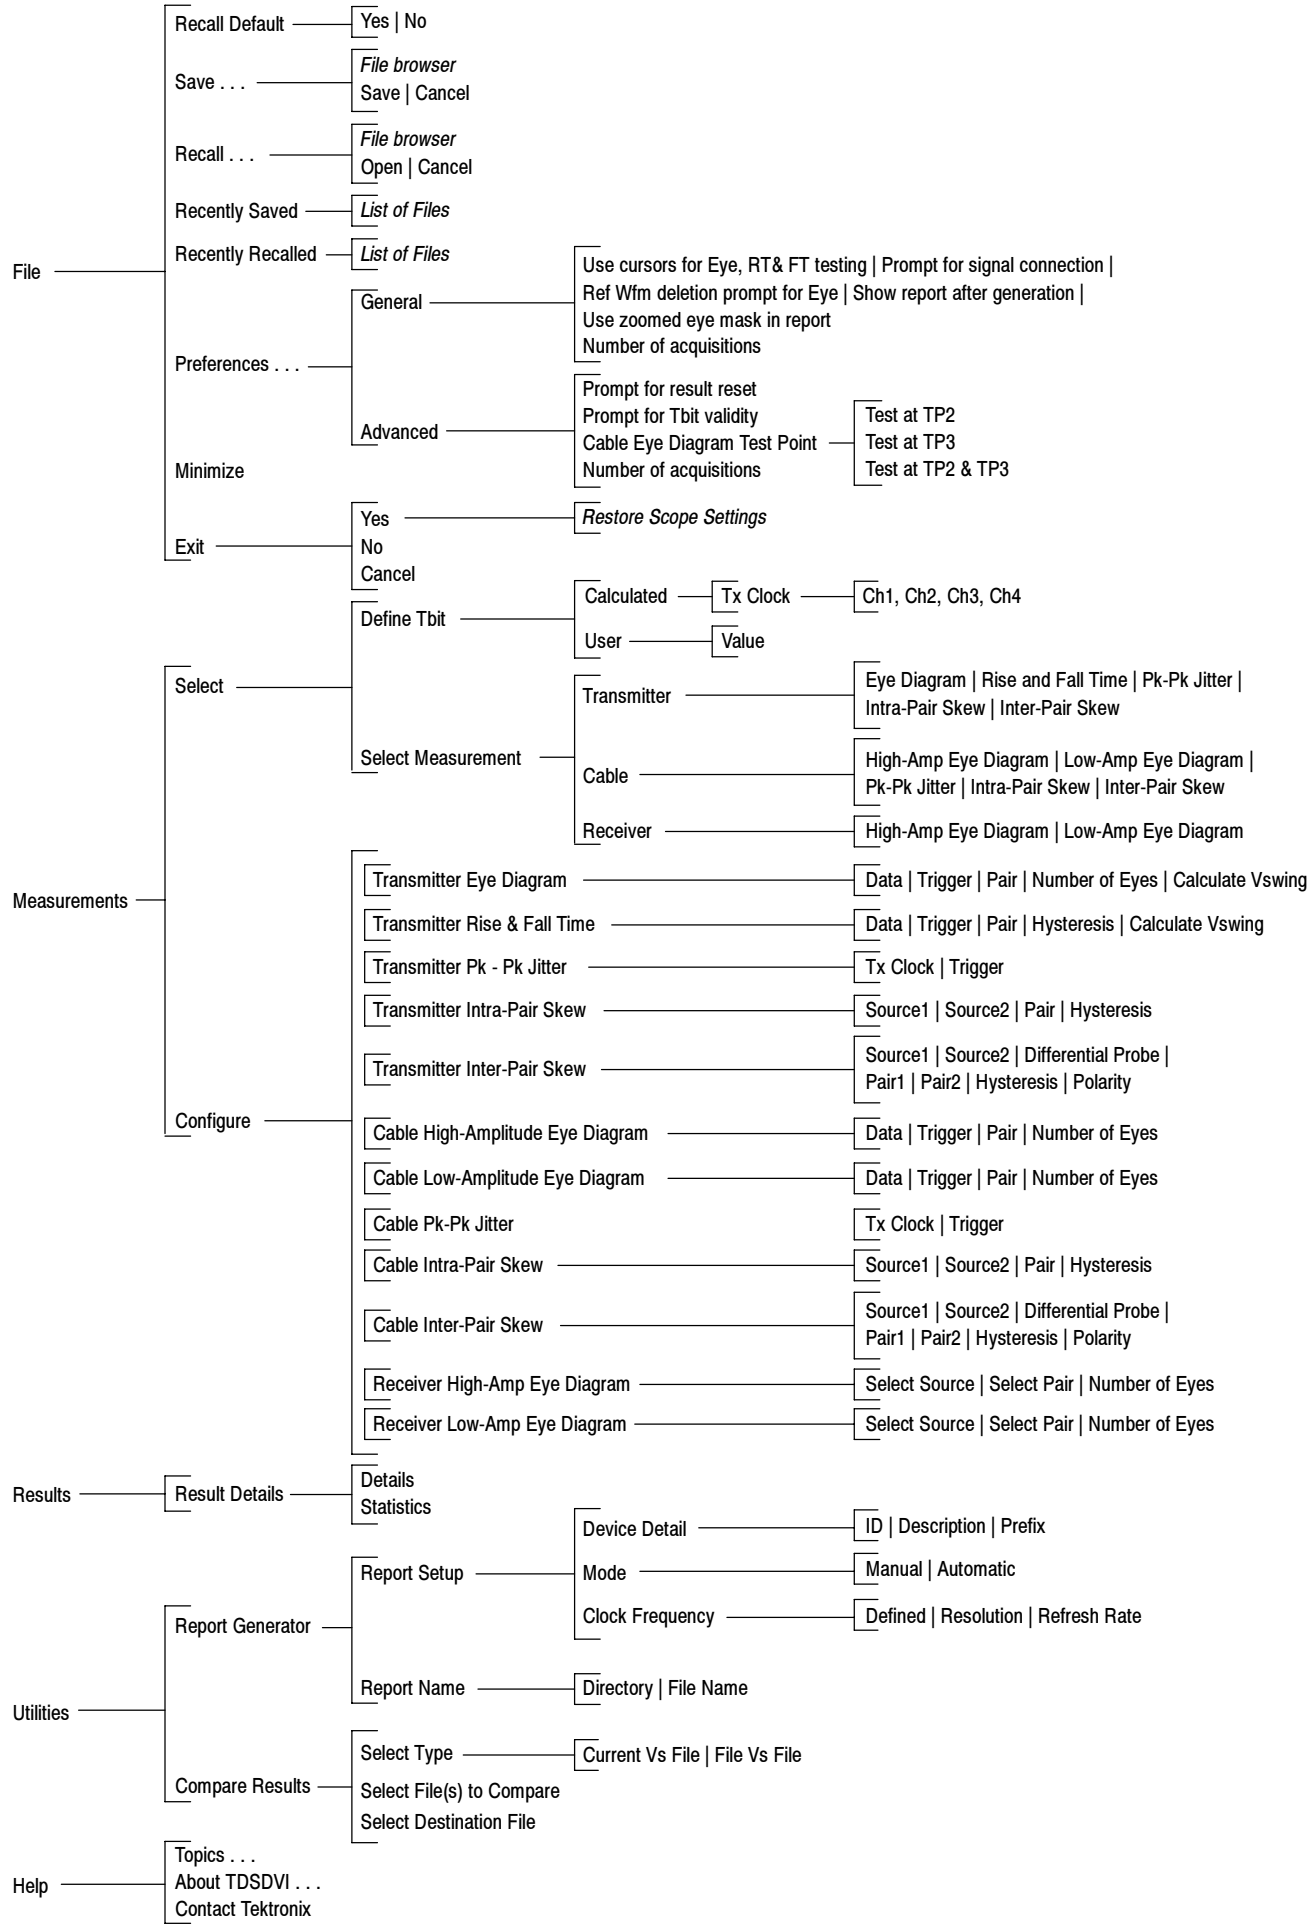 File
Recall Default
Yes | No
Save . . .
File browser
Save | Cancel
Recall . . .
File browser
Open | Cancel
Recently Saved
List of Files
Recently Recalled
List of Files
Preferences . . .
General
Use cursors for Eye, RT& FT testing | Prompt for signal connection |
Ref Wfm deletion prompt for Eye | Show report after generation |
Use zoomed eye mask in report
Number of acquisitions
Advanced
Prompt for result reset
Prompt for Tbit validity
Cable Eye Diagram Test Point
Test at TP2
Test at TP3
Test at TP2 & TP3
Number of acquisitions
Minimize
Exit
Yes
Restore Scope Settings
No
Cancel
Measurements
Select
Define Tbit
Calculated
Tx Clock
Ch1, Ch2, Ch3, Ch4
User
Value
Select Measurement
Transmitter
Eye Diagram | Rise and Fall Time | Pk-Pk Jitter |
Intra-Pair Skew | Inter-Pair Skew
Cable
High-Amp Eye Diagram | Low-Amp Eye Diagram |
Pk-Pk Jitter | Intra-Pair Skew | Inter-Pair Skew
Receiver
High-Amp Eye Diagram | Low-Amp Eye Diagram
Configure
Transmitter Eye Diagram
Data | Trigger | Pair | Number of Eyes | Calculate Vswing
Transmitter Rise & Fall Time
Data | Trigger | Pair | Hysteresis | Calculate Vswing
Transmitter Pk - Pk Jitter
Tx Clock | Trigger
Transmitter Intra-Pair Skew
Source1 | Source2 | Pair | Hysteresis
Transmitter Inter-Pair Skew
Source1 | Source2 | Differential Probe |
Pair1 | Pair2 | Hysteresis | Polarity
Cable High-Amplitude Eye Diagram
Data | Trigger | Pair | Number of Eyes
Cable Low-Amplitude Eye Diagram
Data | Trigger | Pair | Number of Eyes
Cable Pk-Pk Jitter
Tx Clock | Trigger
Cable Intra-Pair Skew
Source1 | Source2 | Pair | Hysteresis
Cable Inter-Pair Skew
Source1 | Source2 | Differential Probe |
Pair1 | Pair2 | Hysteresis | Polarity
Receiver High-Amp Eye Diagram
Select Source | Select Pair | Number of Eyes
Receiver Low-Amp Eye Diagram
Select Source | Select Pair | Number of Eyes
Results
Result Details
Details
Statistics
Utilities
Report Generator
Report Setup
Device Detail
ID | Description | Prefix
Mode
Manual | Automatic
Clock Frequency
Defined | Resolution | Refresh Rate
Report Name
Directory | File Name
Compare Results
Select Type
Current Vs File | File Vs File
Select File(s) to Compare
Select Destination File
Help
Topics . . .
About TDSDVI . . .
Contact Tektronix